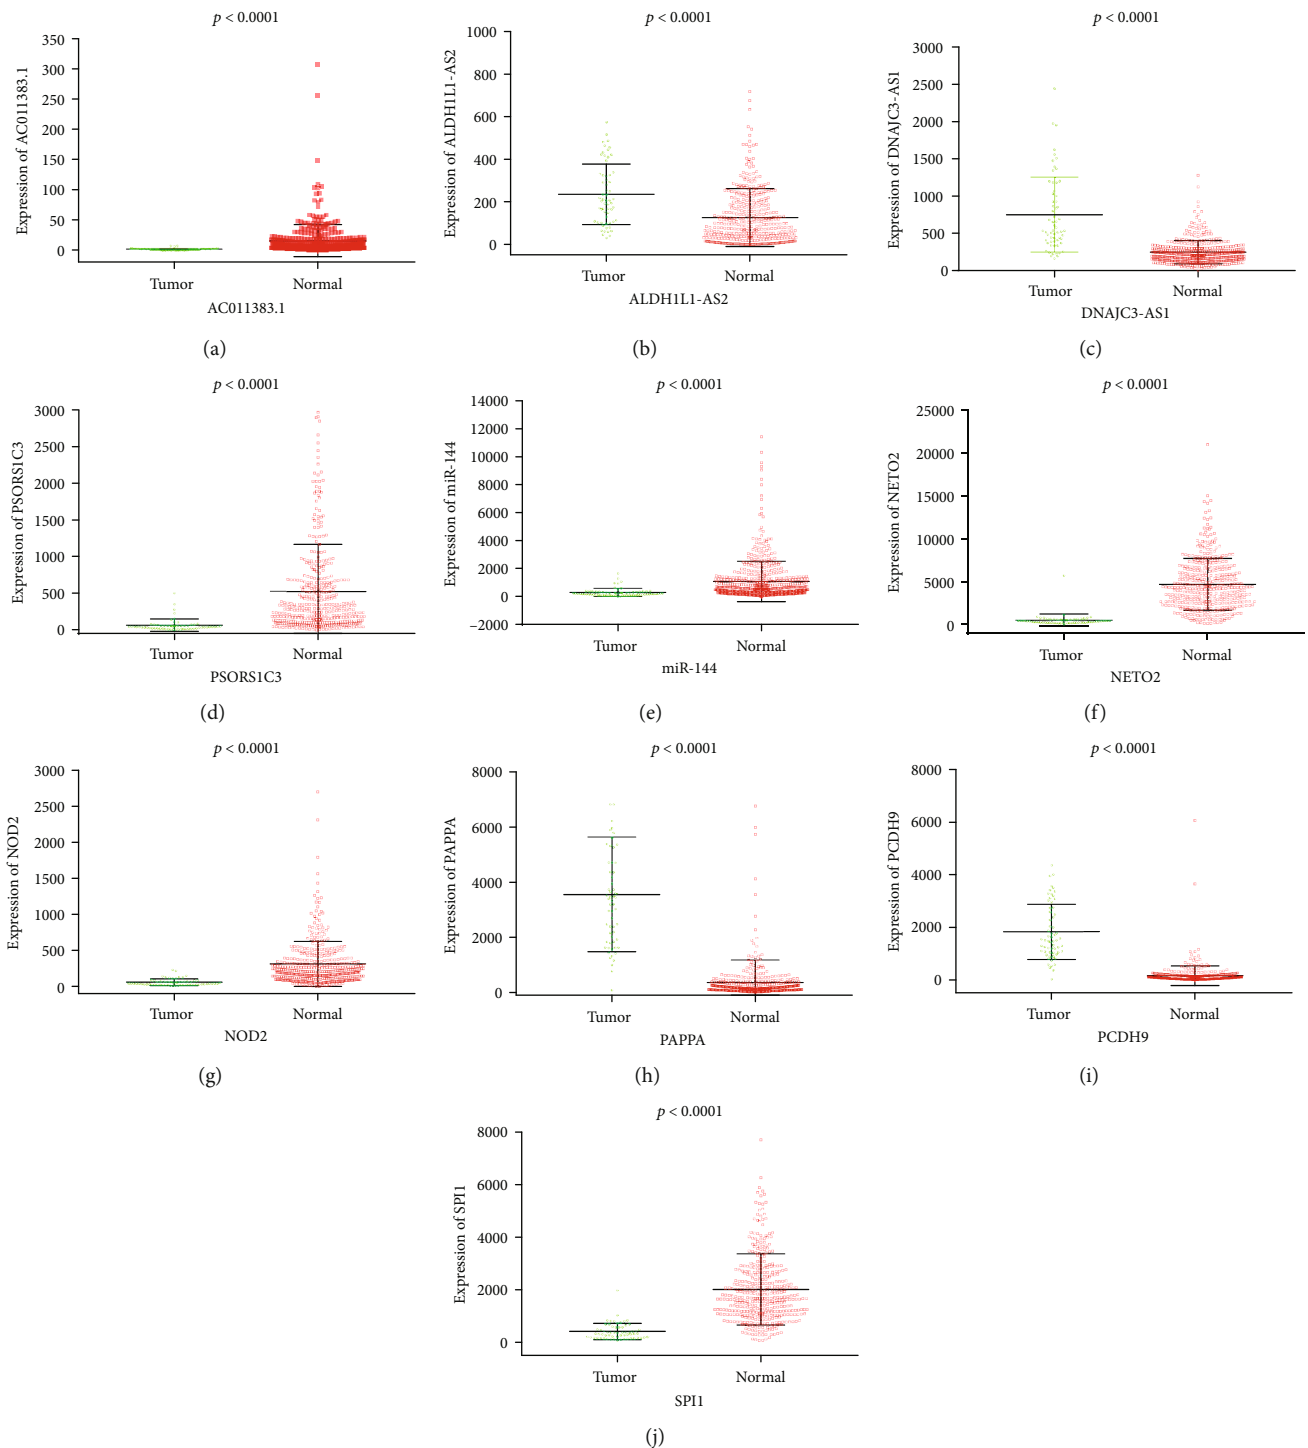 p < 0.0001
Expression of AC011383.1
350
300
250
200
150
100
50
0
Tumor Normal
AC011383.1
(a)
p < 0.0001
Expression of ALDH1L1-AS2
1000
800
600
400
200
0
Tumor Normal
ALDH1L1-AS2
(b)
p < 0.0001
Expression of DNAJC3-AS1
3000
2500
2000
1500
1000
500
0
Tumor Normal
DNAJC3-AS1
(c)
p < 0.0001
Expression of PSORS1C3
3000
2500
2000
1500
1000
500
0
Tumor Normal
PSORS1C3
(d)
p < 0.0001
Expression of miR-144
14000
12000
10000
8000
6000
4000
2000
0
−2000
Tumor Normal
miR-144
(e)
p < 0.0001
Expression of NETO2
25000
20000
15000
10000
5000
0
Tumor Normal
NETO2
(f)
p < 0.0001
Expression of NOD2
3000
2500
2000
1500
1000
500
0
Tumor Normal
NOD2
(g)
p < 0.0001
Expression of PAPPA
8000
6000
4000
2000
0
Tumor Normal
PAPPA
(h)
p < 0.0001
Expression of PCDH9
8000
6000
4000
2000
0
Tumor Normal
PCDH9
(i)
p < 0.0001
Expression of SPI1
8000
6000
4000
2000
0
Tumor Normal
SPI1
(j)